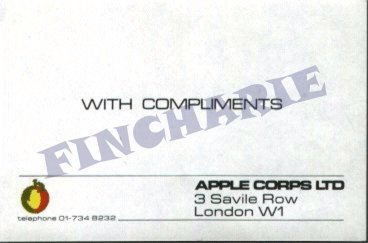 WITH COMPLIMENTS
FINCHARIE
APPLE CORPS LTD
3 Savile Row
London W1
telephone 01-734 8232